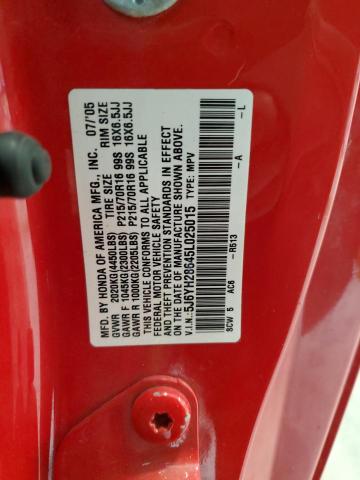 MFD. BY HONDA OF AMERICA MFG., INC. 07/'05
TIRE SIZE RIM SIZE
GVWR 2020KG(4450LBS)
GAWR F 1045KG(2300LBS) P215/70R16 99S 16X6.5JJ
GAWR R 1000KG(2205LBS) P215/70R16 99S 16X6.5JJ
THIS VEHICLE CONFORMS TO ALL APPLICABLE
FEDERAL MOTOR VEHICLE SAFETY
AND THEFT PREVENTION STANDARDS IN EFFECT
ON THE DATE OF MANUFACTURE SHOWN ABOVE.
V.I.N.:5J6YH28645L025015 TYPE: MPV
SCW 5 AC6 -R513 -A -L